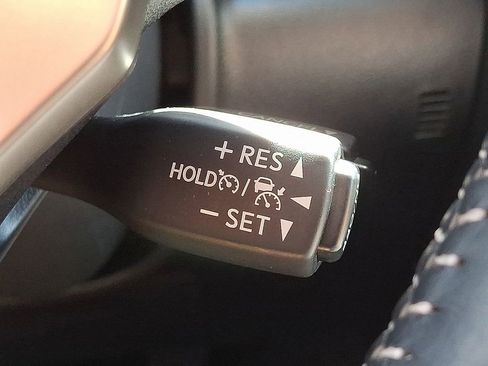 + RES ▲
HOLD /
− SET ▼